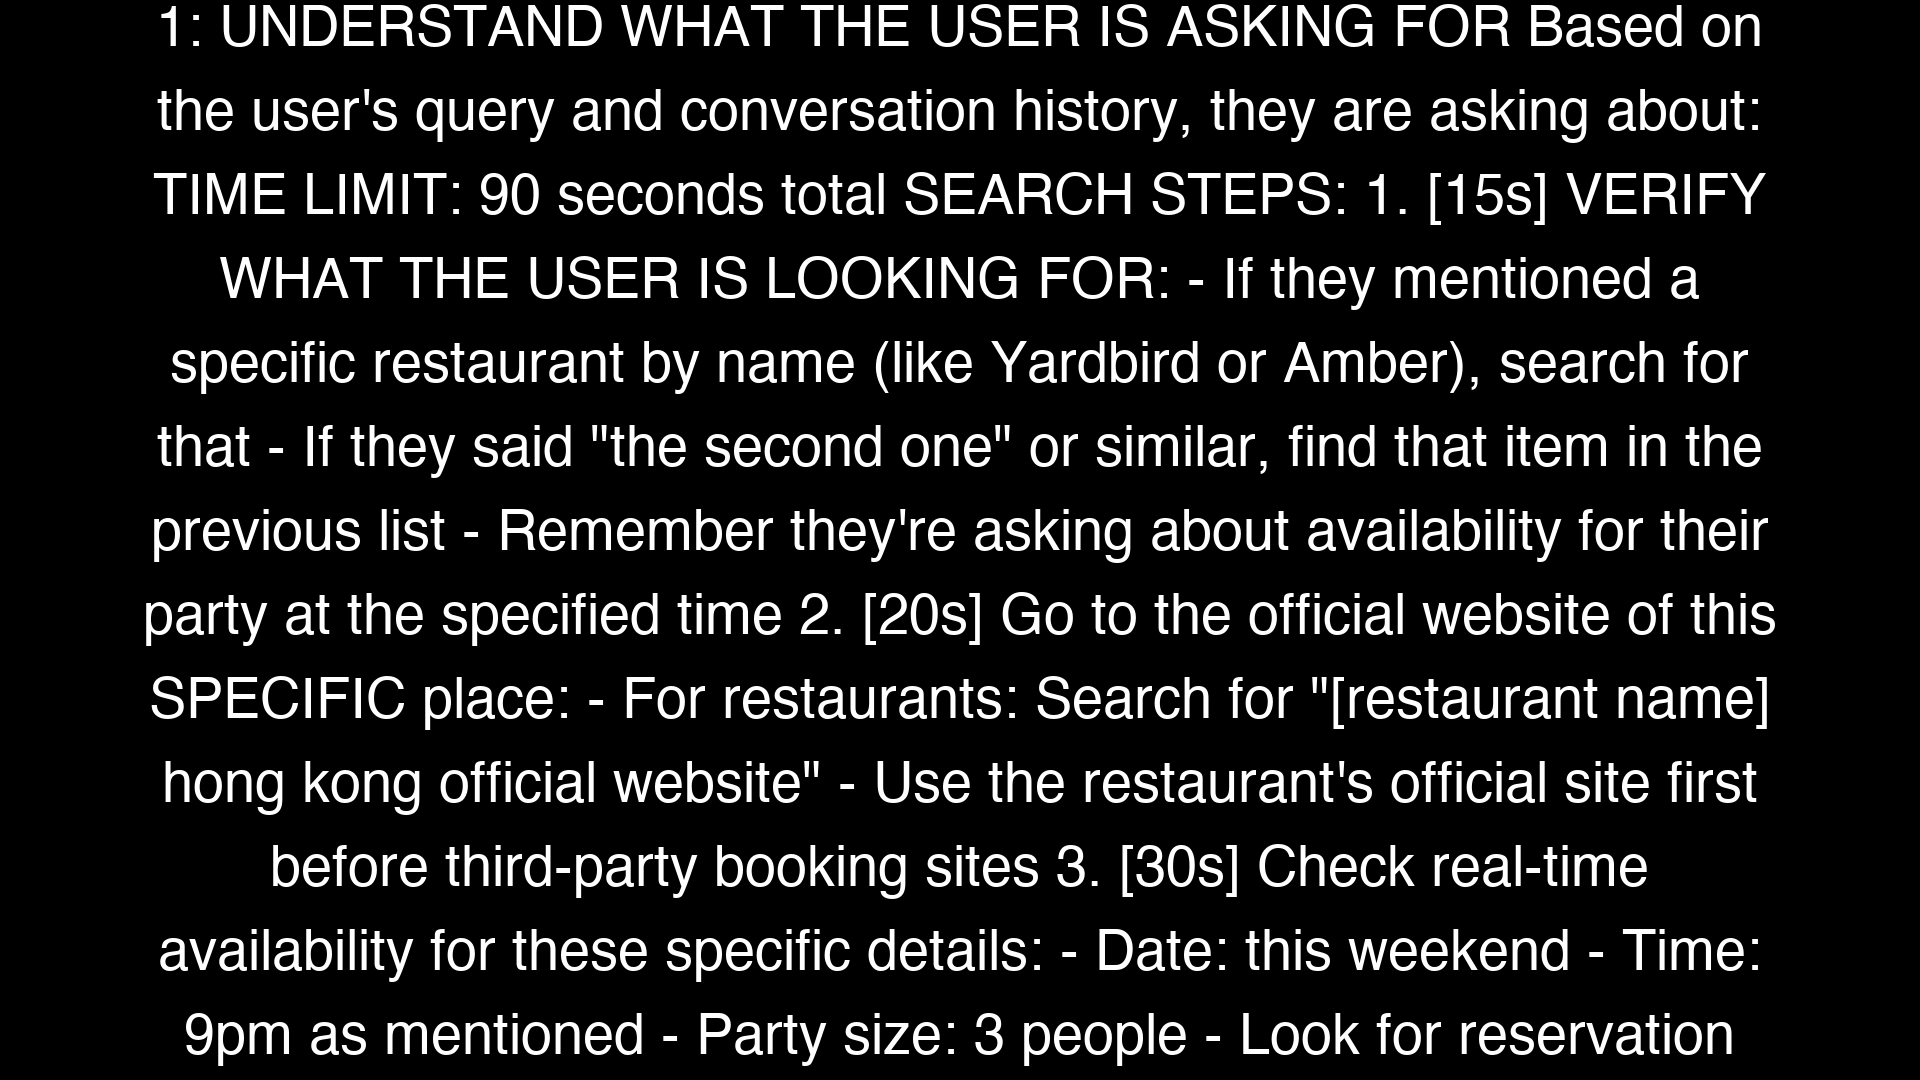 1: UNDERSTAND WHAT THE USER IS ASKING FOR Based on
the user's query and conversation history, they are asking about:
TIME LIMIT: 90 seconds total SEARCH STEPS: 1. [15s] VERIFY
WHAT THE USER IS LOOKING FOR: - If they mentioned a
specific restaurant by name (like Yardbird or Amber), search for
that - If they said "the second one" or similar, find that item in the
previous list - Remember they're asking about availability for their
party at the specified time 2. [20s] Go to the official website of this
SPECIFIC place: - For restaurants: Search for "[restaurant name]
hong kong official website" - Use the restaurant's official site first
before third-party booking sites 3. [30s] Check real-time
availability for these specific details: - Date: this weekend - Time:
9pm as mentioned - Party size: 3 people - Look for reservation